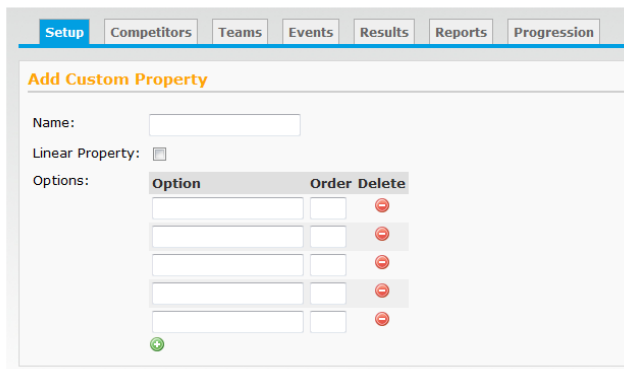 Setup Competitors Teams Events Results Reports Progression
Add Custom Property
Name:
Linear Property:
Options:
Option Order Delete